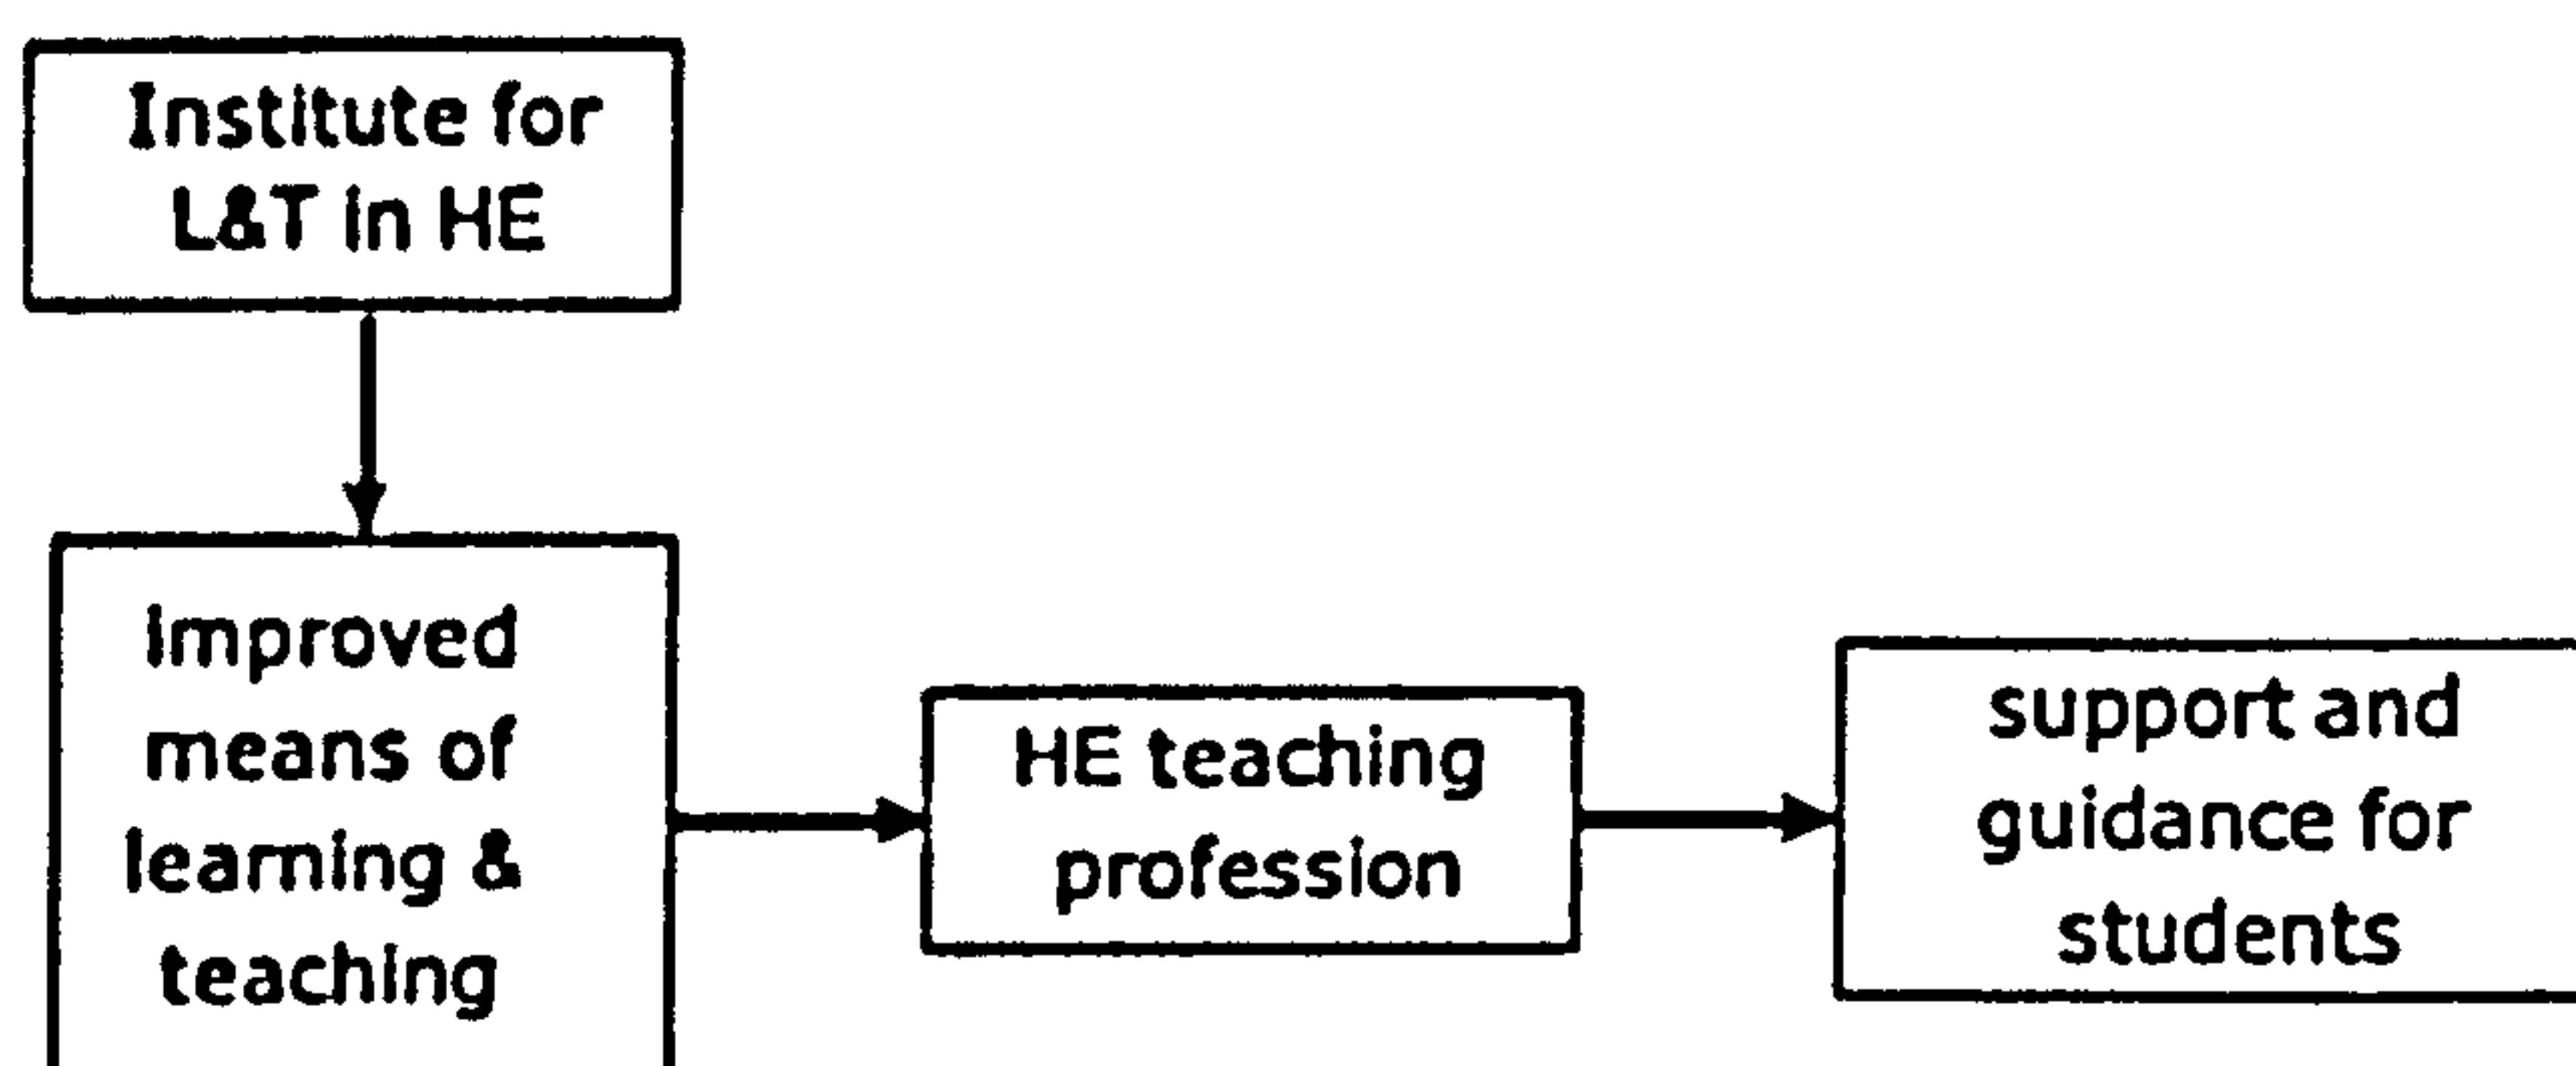 Institute for
L&T in HE
Improved
means of
learning &
teaching
HE teaching
profession
support and
guidance for
students